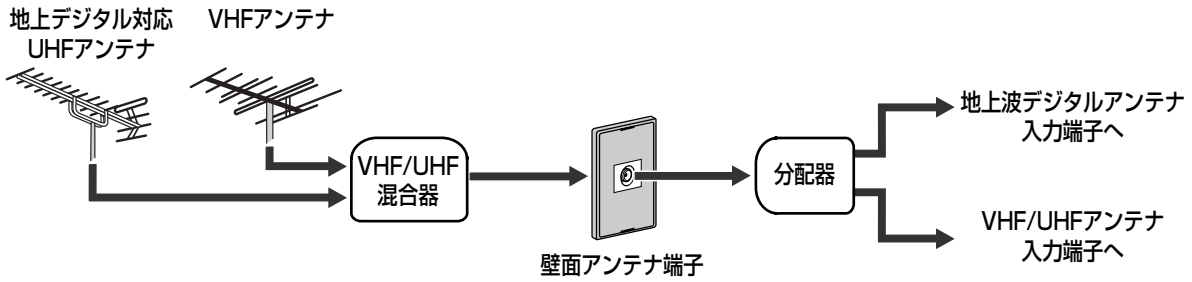 地上デジタル対応
UHFアンテナ
VHFアンテナ
VHF/UHF
混合器
壁面アンテナ端子
分配器
地上波デジタルアンテナ
入力端子へ
VHF/UHFアンテナ
入力端子へ